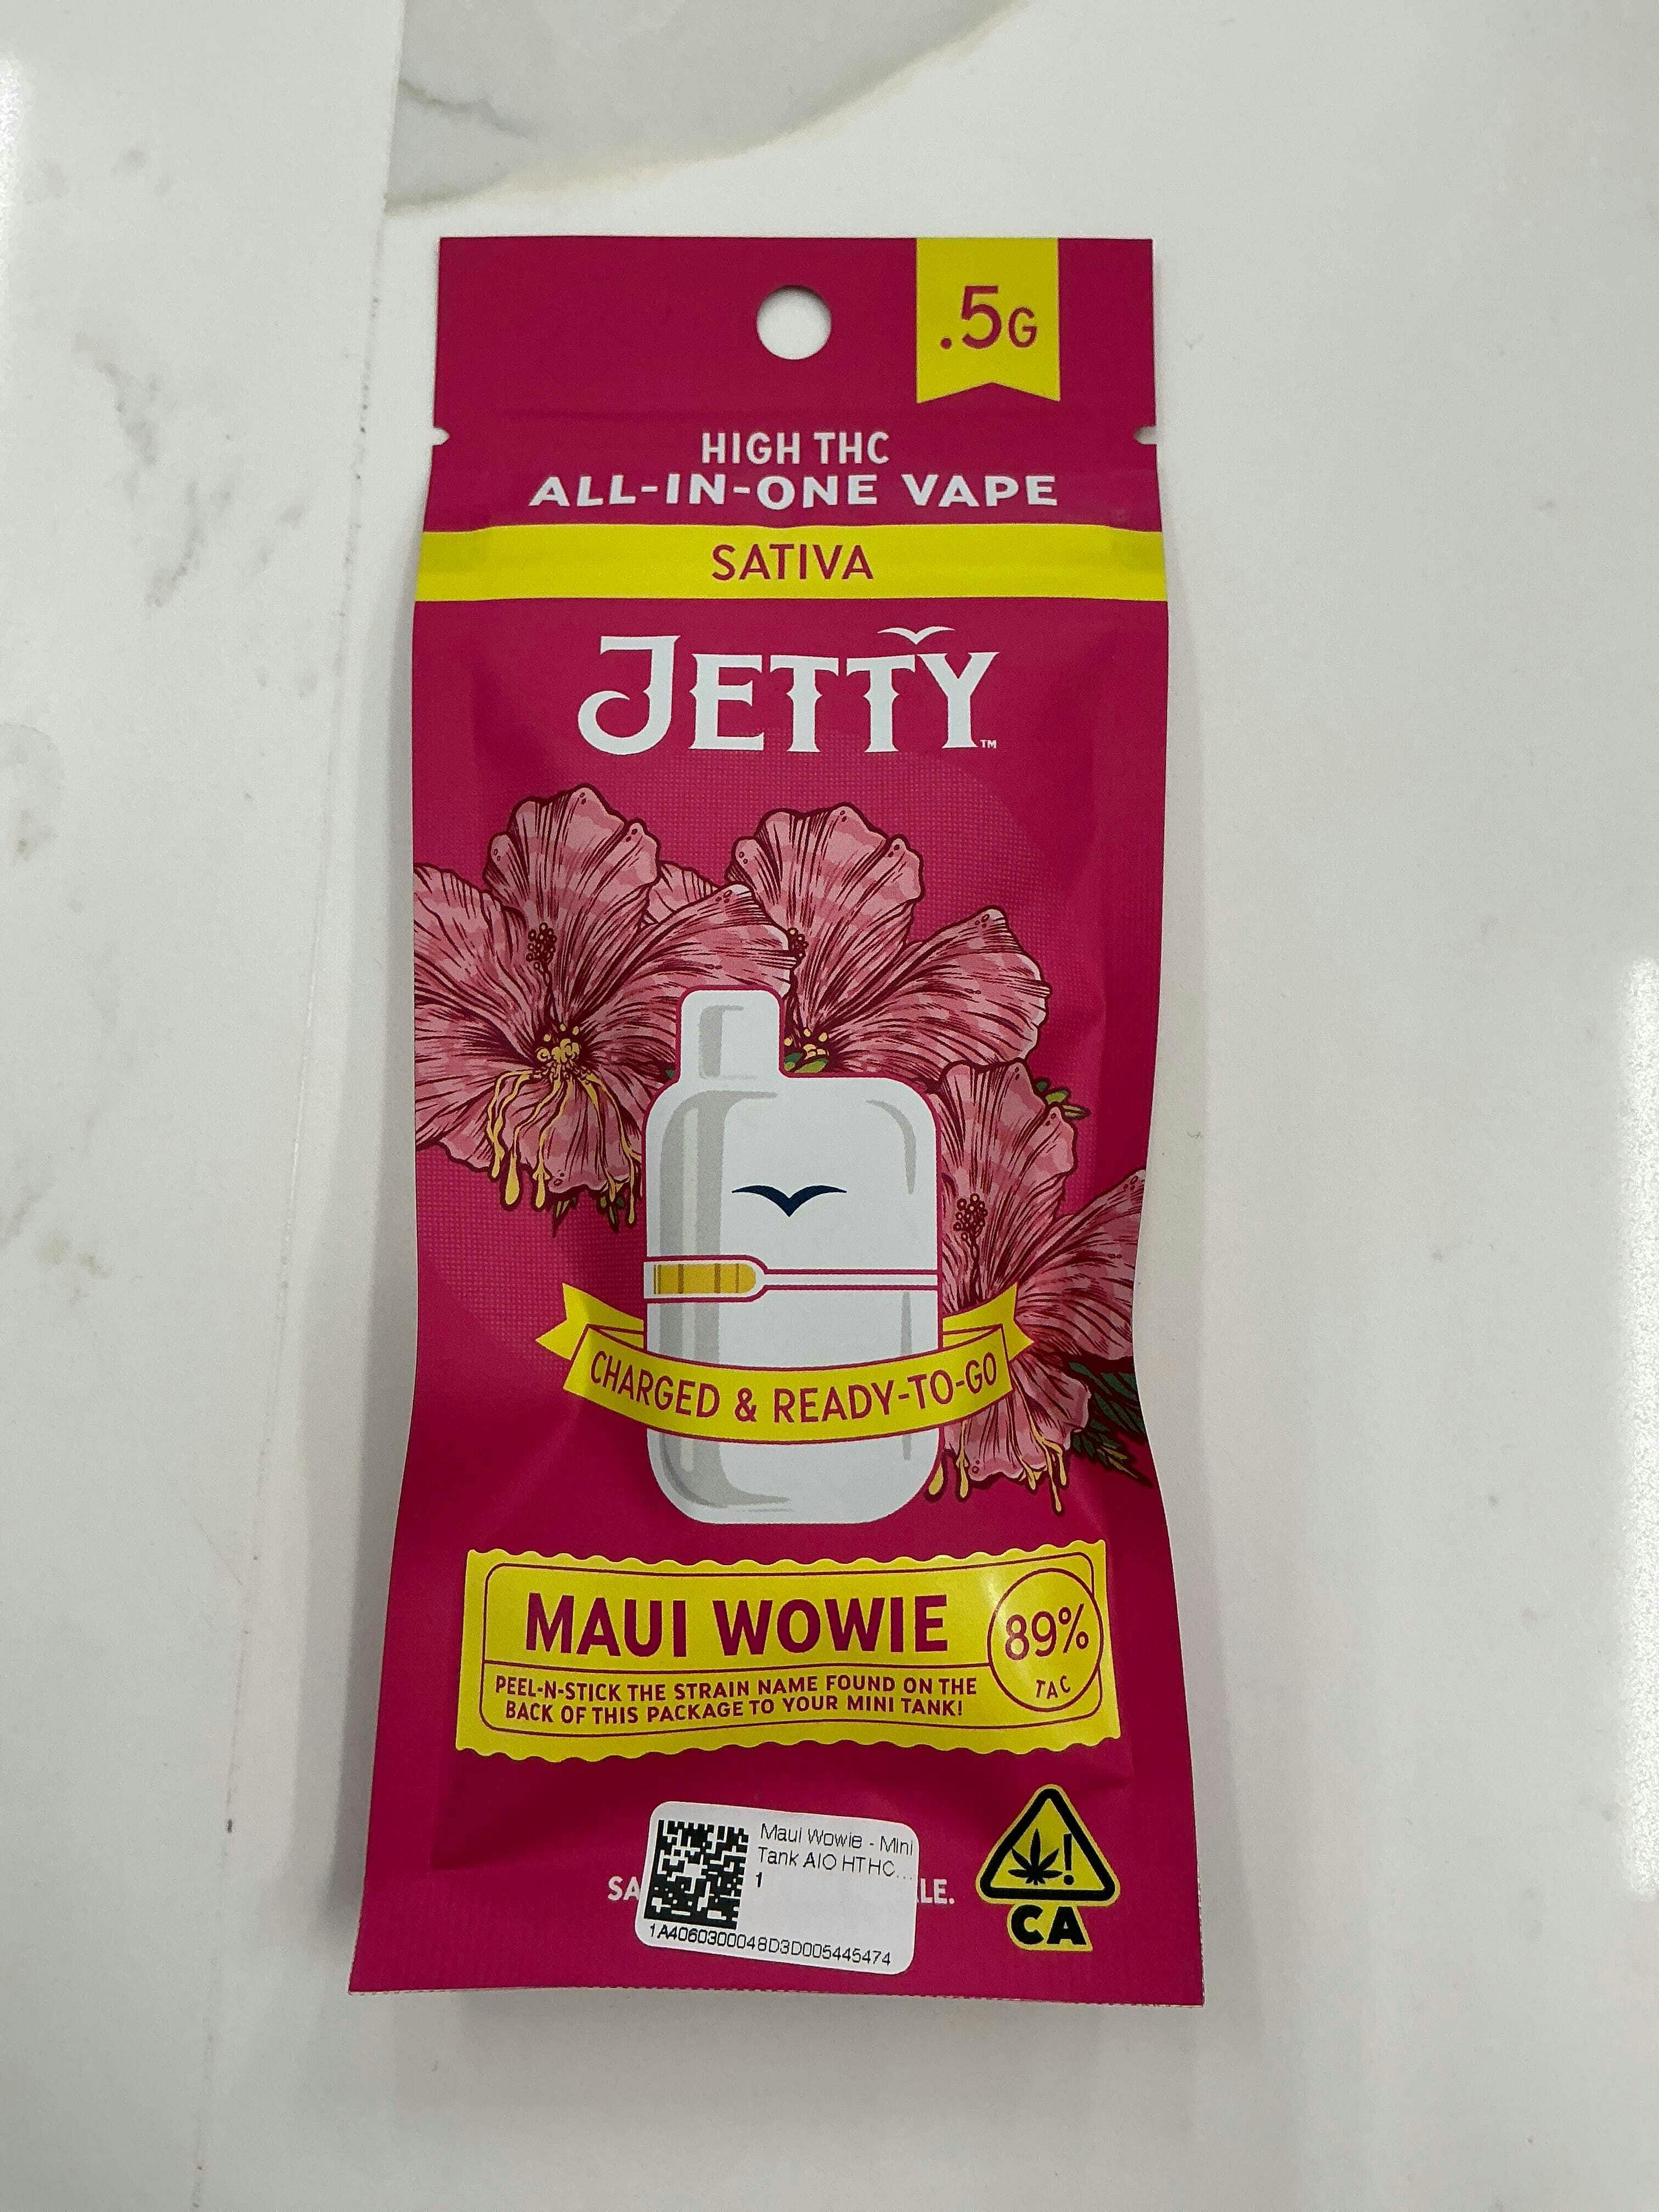 .5G
HIGH THC
ALL-IN-ONE VAPE
SATIVA
JETTY™
CHARGED & READY-TO-GO
MAUI WOWIE
89%
TAC
PEEL-N-STICK THE STRAIN NAME FOUND ON THE
BACK OF THIS PACKAGE TO YOUR MINI TANK!
Maui Wowie - Mini
Tank AIO HTHC...
1
1A4060300048D3D005445474
CA